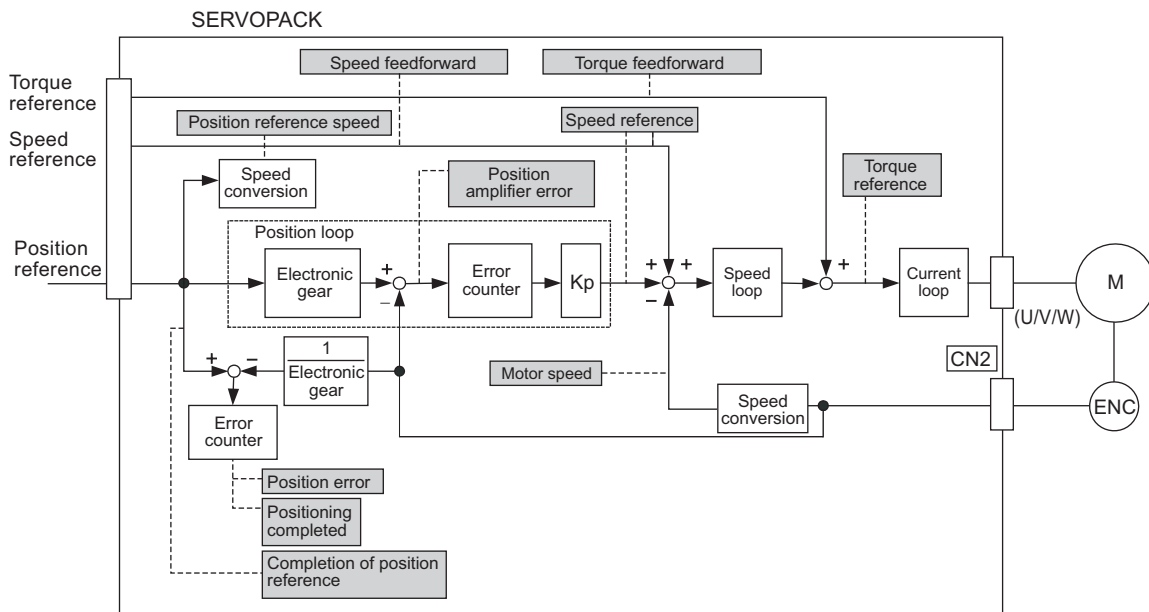 SERVOPACK
Speed feedforward
Torque feedforward
Torque
reference
Position reference speed
Speed reference
Speed
reference
Speed
conversion
Position
amplifier error
Torque
reference
Position loop
Position
reference
Electronic
gear
+
−
Error
counter
Kp
+
+
−
Speed
loop
+
Current
loop
M
(U/V/W)
+
−
1
Electronic
gear
Motor speed
CN2
Error
counter
Speed
conversion
ENC
Position error
Positioning
completed
Completion of position
reference